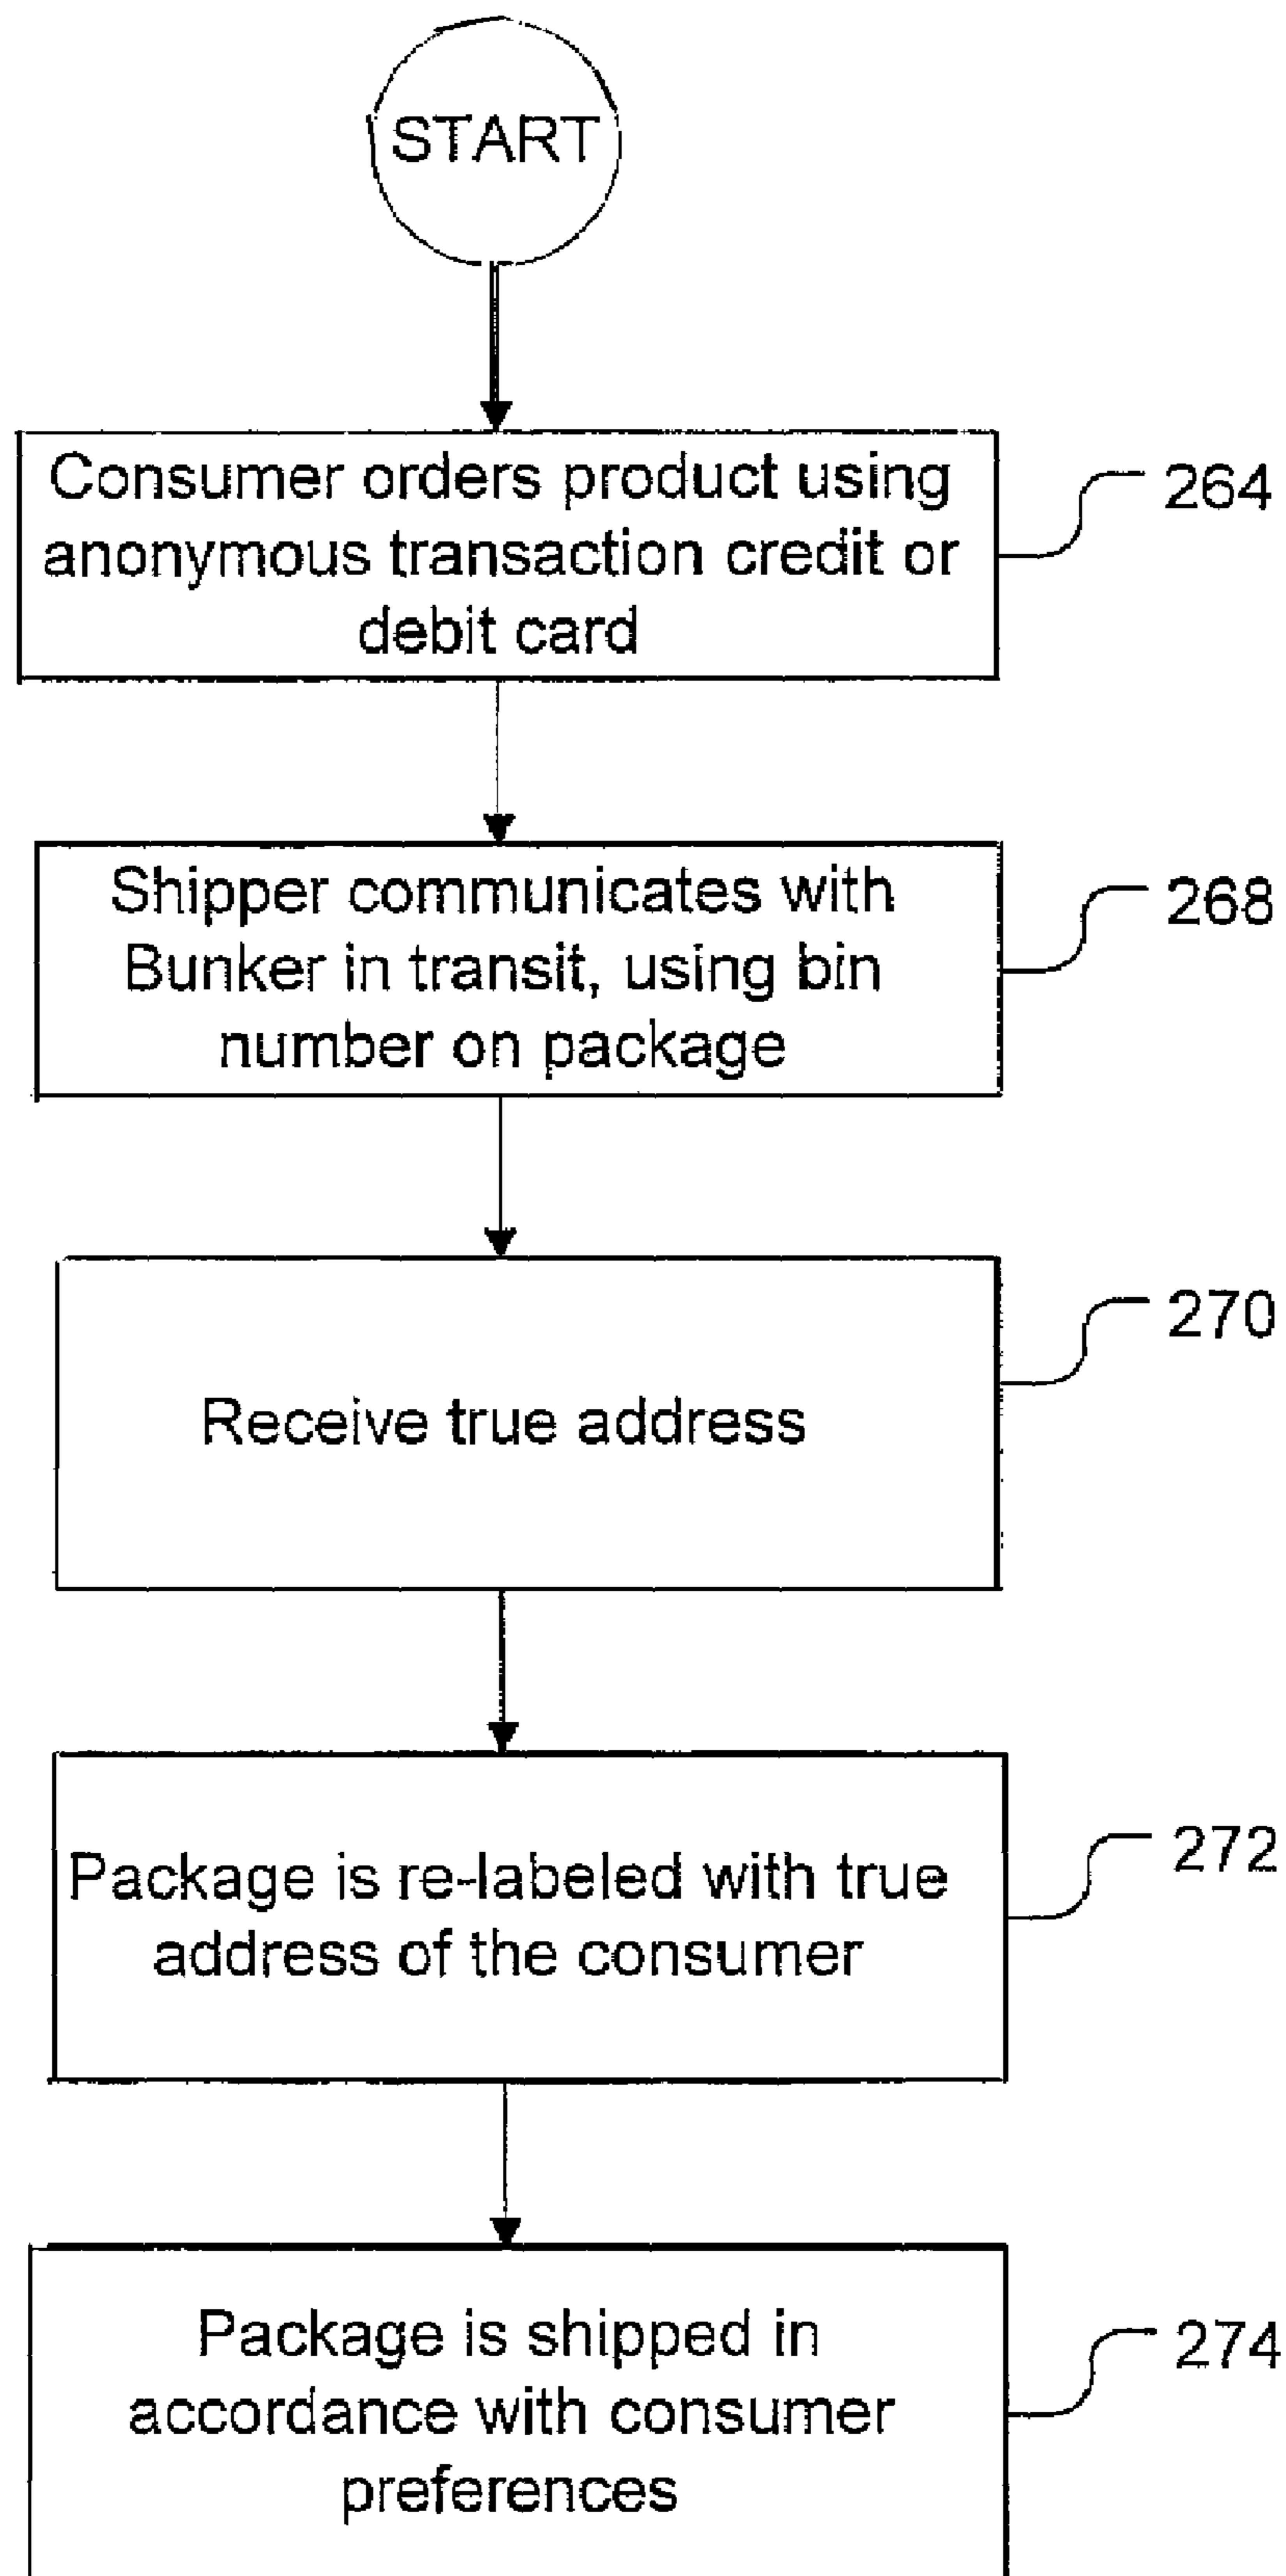 START
Consumer orders product using
anonymous transaction credit or
debit card
264
Shipper communicates with
Bunker in transit, using bin
number on package
268
Receive true address
270
Package is re-labeled with true
address of the consumer
272
Package is shipped in
accordance with consumer
preferences
274